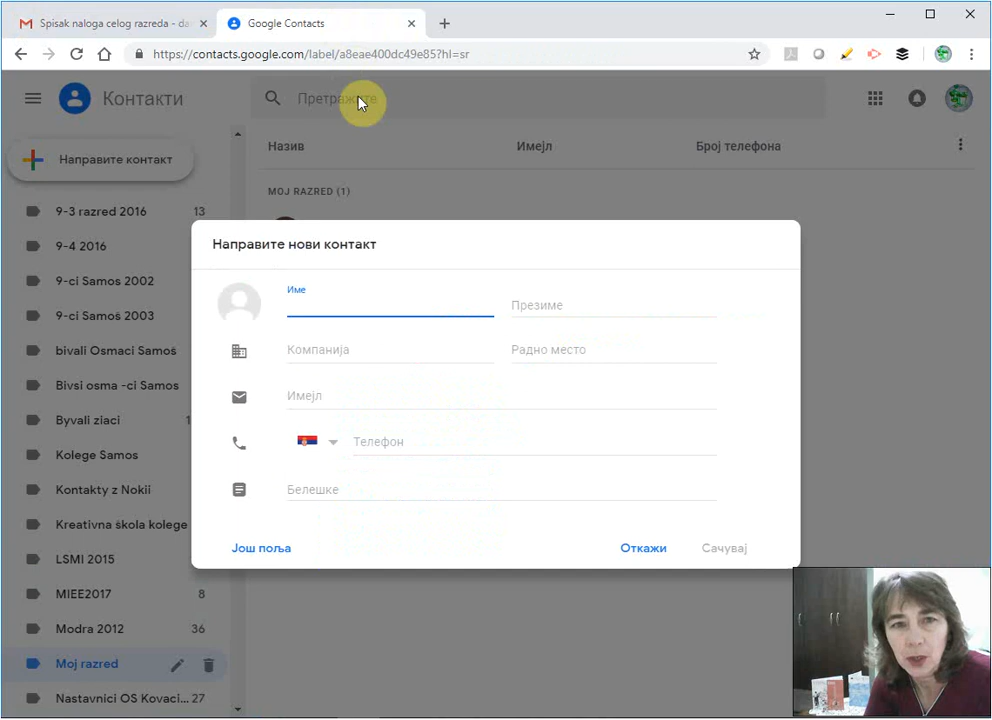 Spisak naloga celog razreda - da
Google Contacts
https://contacts.google.com/label/a8eae400dc49e85?hl=sr
Контакти
Направите контакт
Назив
Имејл
Број телефона
MOJ RAZRED (1)
9-3 razred 2016 13
9-4 2016
9-ci Samos 2002
9-ci Samoš 2003
bivali Osmaci Samoš
Bivsi osma -ci Samos
Byvali ziaci 1
Kolege Samos
Kontakty z Nokii
Kreativna škola kolege
LSMI 2015
MIEE2017 8
Modra 2012 36
Moj razred
Nastavnici OS Kovaci... 27
Направите нови контакт
Име
Презиме
Компанија
Радно место
Имејл
Телефон
Белешке
Још поља
Откажи
Сачувај